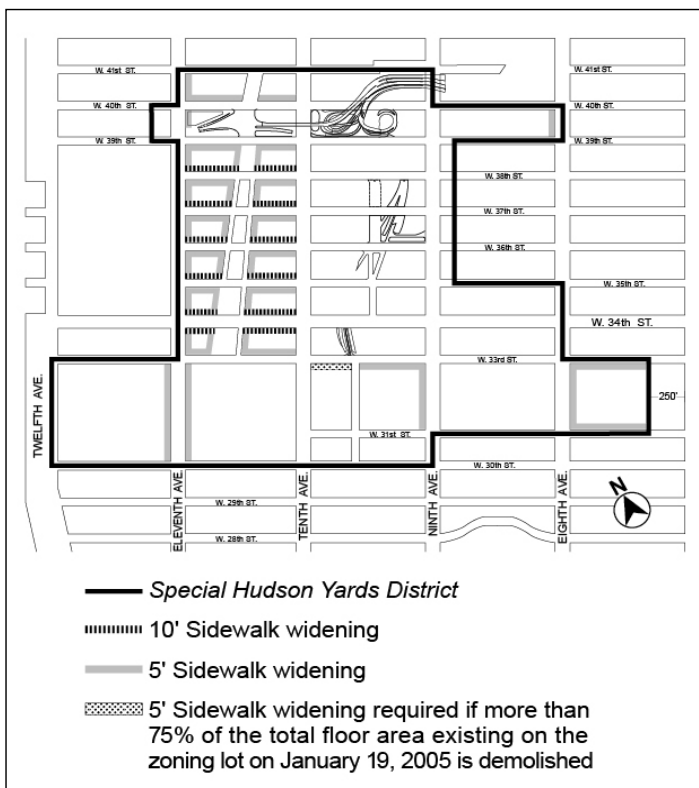 W. 41st ST.
W. 41st ST.
W. 40th ST.
W. 40th ST.
W. 39th ST.
W. 39th ST.
W. 38th ST.
W. 37th ST.
W. 36th ST.
W. 35th ST.
W. 34th ST.
W. 33rd ST.
TWELFTH AVE.
250'
W. 31st ST.
W. 30th ST.
ELEVENTH AVE.
TENTH AVE.
NINTH AVE.
EIGHTH AVE.
N
W. 29th ST.
W. 28th ST.
Special Hudson Yards District
10' Sidewalk widening
5' Sidewalk widening
5' Sidewalk widening required if more than
75% of the total floor area existing on the
zoning lot on January 19, 2005 is demolished